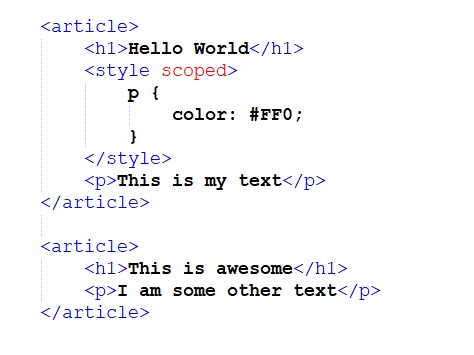 <article>
<h1>Hello World</h1>
<style scoped>
p {
color: #FF0;
}
</style>
<p>This is my text</p>
</article>
<article>
<h1>This is awesome</h1>
<p>I am some other text</p>
</article>